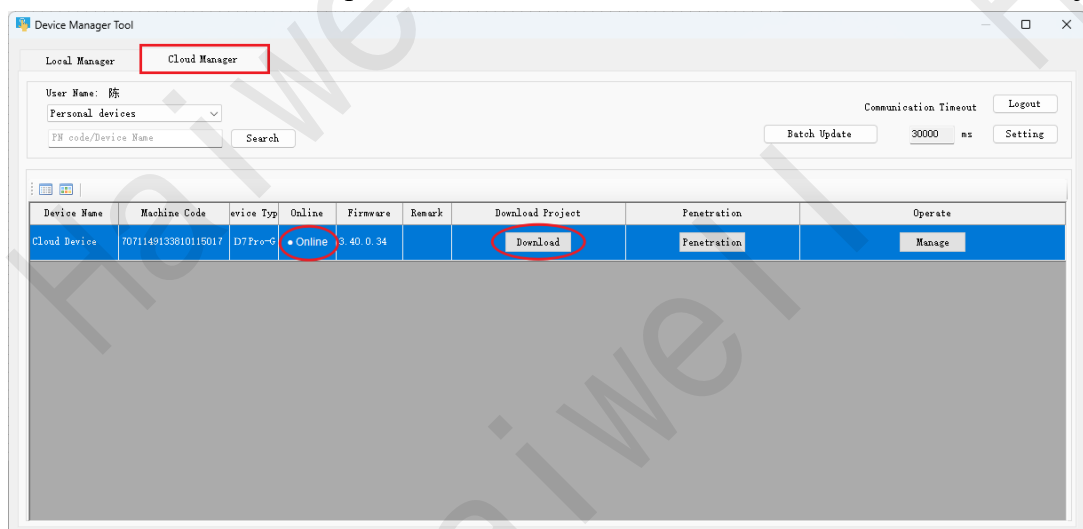 Device Manager Tool
Local Manager
Cloud Manager
User Name: 陈
Personal devices
Communication Timeout
Logout
PN code/Device Name
Search
Batch Update
30000
ms
Setting
Device Name
Machine Code
evice Typ
Online
Firmware
Remark
Download Project
Penetration
Operate
Cloud Device
7071149133810115017
D7Pro-G
Online
3.40.0.34
Download
Penetration
Manage
Haiwell
Haiwell